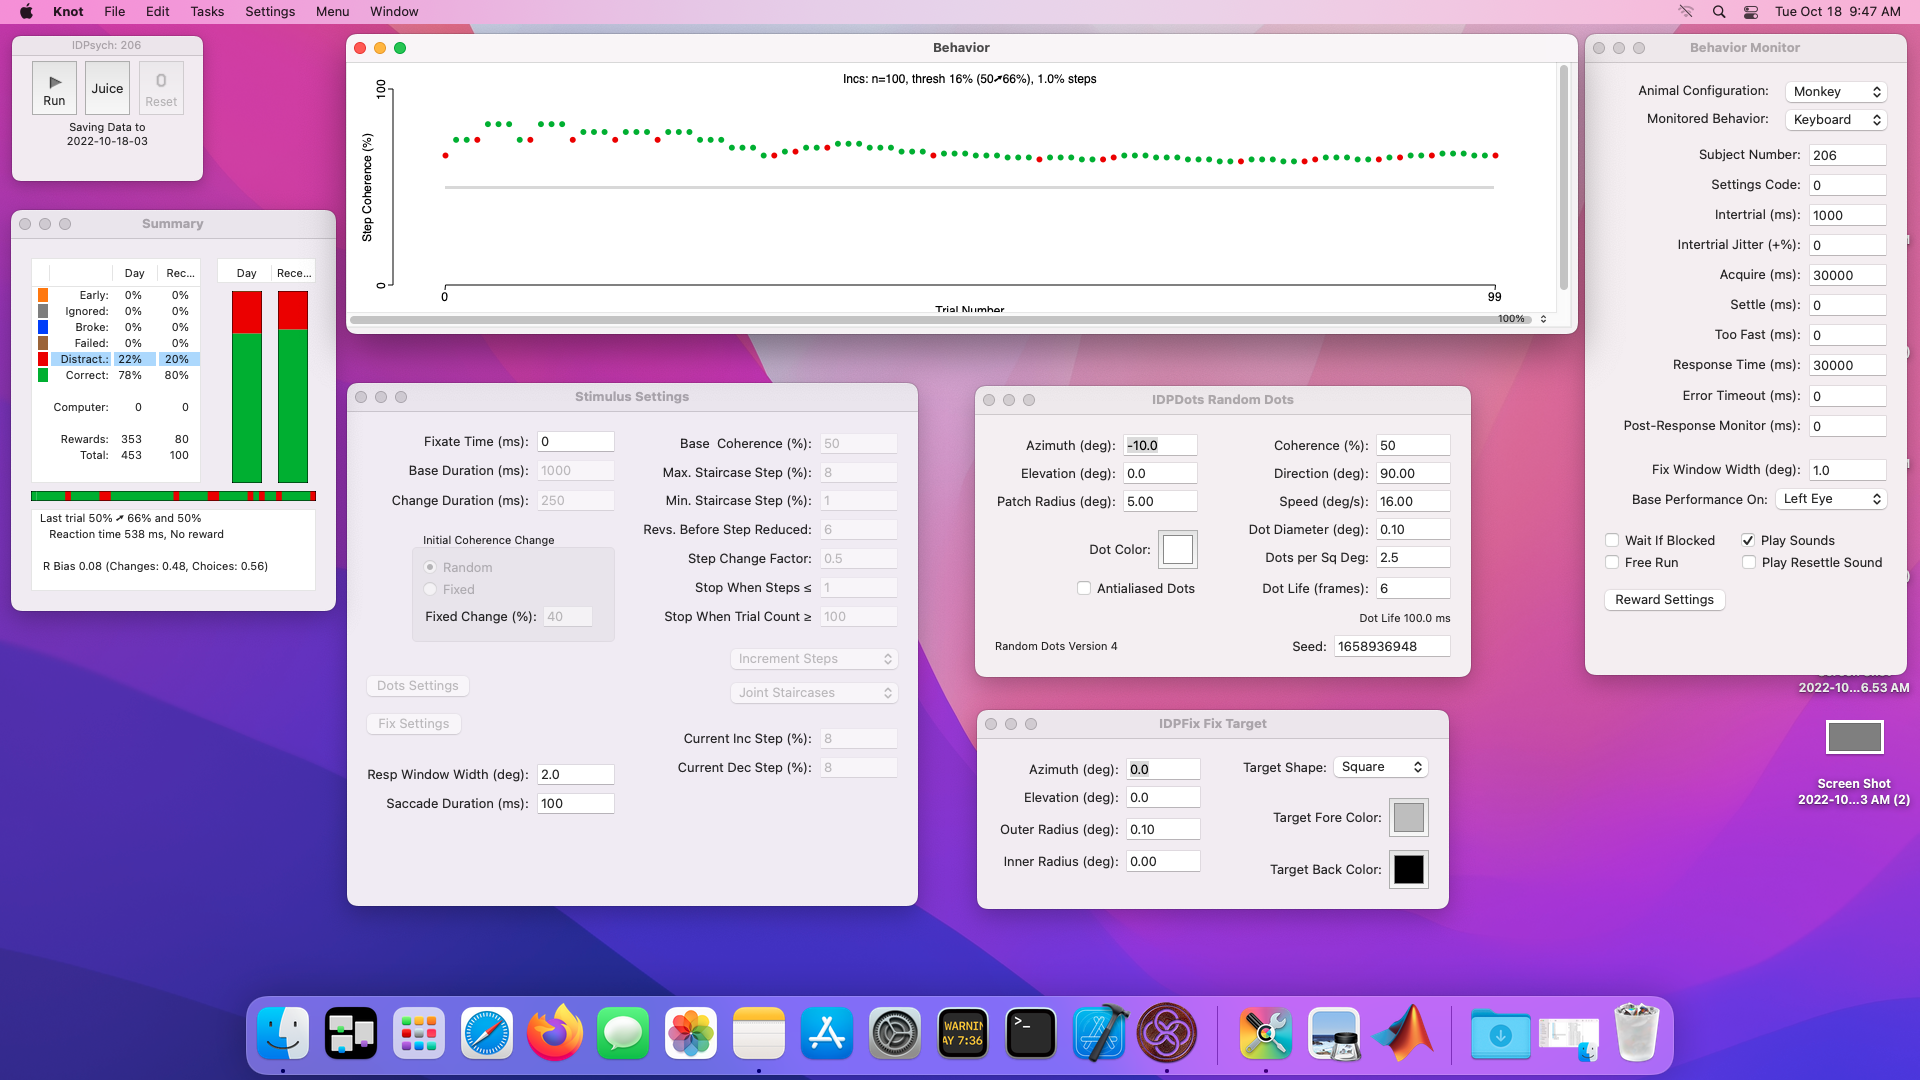 Knot File Edit Tasks Settings Menu Window
Tue Oct 18 9:47 AM
IDPsych: 206
Run
Juice
0
Reset
Saving Data to
2022-10-18-03
Summary
Day Rec... Day Rece...
Early: 0% 0%
Ignored: 0% 0%
Broke: 0% 0%
Failed: 0% 0%
Distract.: 22% 20%
Correct: 78% 80%
Computer: 0 0
Rewards: 353 80
Total: 453 100
Last trial 50% ➚ 66% and 50%
Reaction time 538 ms, No reward
R Bias 0.08 (Changes: 0.48, Choices: 0.56)
Behavior
Incs: n=100, thresh 16% (50➚66%), 1.0% steps
100
Step Coherence (%)
0
0
99
Trial Number
100%
Stimulus Settings
Fixate Time (ms): 0
Base Duration (ms): 1000
Change Duration (ms): 250
Initial Coherence Change
Random
Fixed
Fixed Change (%): 40
Dots Settings
Fix Settings
Resp Window Width (deg): 2.0
Saccade Duration (ms): 100
Base Coherence (%): 50
Max. Staircase Step (%): 8
Min. Staircase Step (%): 1
Revs. Before Step Reduced: 6
Step Change Factor: 0.5
Stop When Steps ≤ 1
Stop When Trial Count ≥ 100
Increment Steps
Joint Staircases
Current Inc Step (%): 8
Current Dec Step (%): 8
IDPDots Random Dots
Azimuth (deg): -10.0
Elevation (deg): 0.0
Patch Radius (deg): 5.00
Dot Color:
Antialiased Dots
Random Dots Version 4
Coherence (%): 50
Direction (deg): 90.00
Speed (deg/s): 16.00
Dot Diameter (deg): 0.10
Dots per Sq Deg: 2.5
Dot Life (frames): 6
Dot Life 100.0 ms
Seed: 1658936948
IDPFix Fix Target
Azimuth (deg): 0.0
Elevation (deg): 0.0
Outer Radius (deg): 0.10
Inner Radius (deg): 0.00
Target Shape: Square
Target Fore Color:
Target Back Color:
Behavior Monitor
Animal Configuration: Monkey
Monitored Behavior: Keyboard
Subject Number: 206
Settings Code: 0
Intertrial (ms): 1000
Intertrial Jitter (+%): 0
Acquire (ms): 30000
Settle (ms): 0
Too Fast (ms): 0
Response Time (ms): 30000
Error Timeout (ms): 0
Post-Response Monitor (ms): 0
Fix Window Width (deg): 1.0
Base Performance On: Left Eye
Wait If Blocked
Play Sounds
Free Run
Play Resettle Sound
Reward Settings
2022-10...6.53 AM
Screen Shot
2022-10...3 AM (2)
WARNIN
AY 7:36
>_